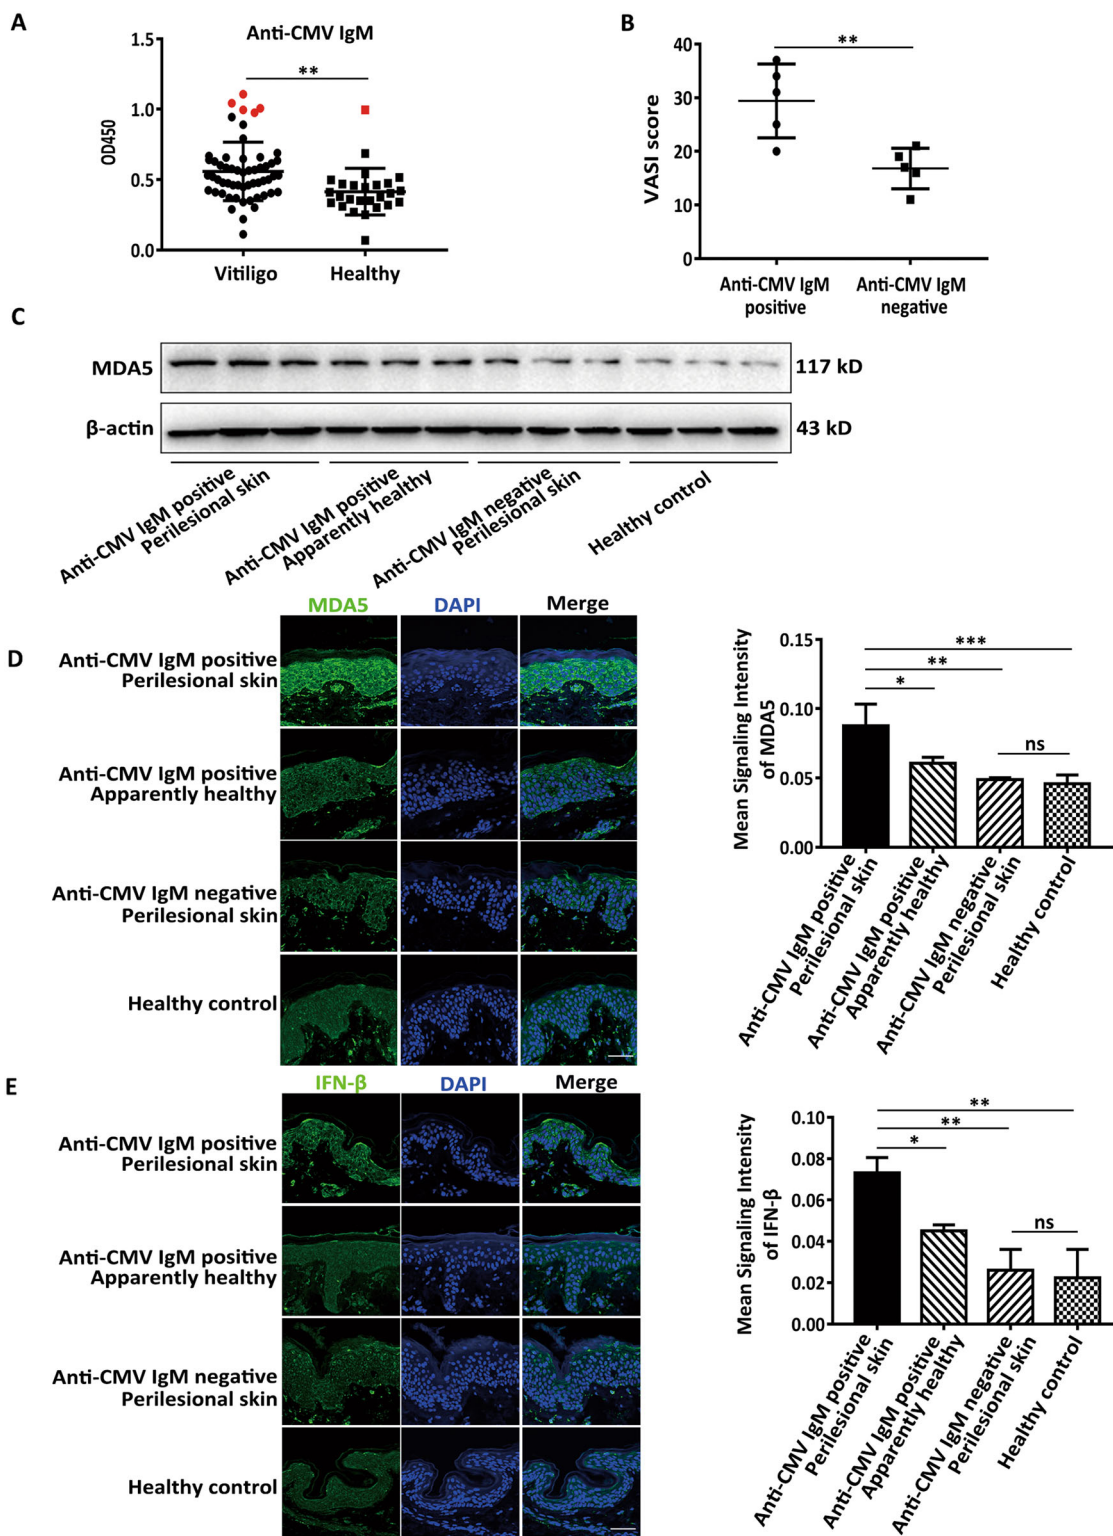 A
Anti-CMV IgM
**
OD450
1.5
1.0
0.5
0.0
Vitiligo
Healthy
B
**
VASI score
40
30
20
10
0
Anti-CMV IgM
positive
Anti-CMV IgM
negative
C
MDA5
117 kD
β-actin
43 kD
Anti-CMV IgM positive
Perilesional skin
Anti-CMV IgM positive
Apparently healthy
Anti-CMV IgM negative
Perilesional skin
Healthy control
D
MDA5
DAPI
Merge
Anti-CMV IgM positive
Perilesional skin
Anti-CMV IgM positive
Apparently healthy
Anti-CMV IgM negative
Perilesional skin
Healthy control
Mean Signaling Intensity
of MDA5
0.15
0.10
0.05
0.00
***
**
*
ns
Anti-CMV IgM positive
Perilesional skin
Anti-CMV IgM positive
Apparently healthy
Anti-CMV IgM negative
Perilesional skin
Healthy control
E
IFN-β
DAPI
Merge
Anti-CMV IgM positive
Perilesional skin
Anti-CMV IgM positive
Apparently healthy
Anti-CMV IgM negative
Perilesional skin
Healthy control
Mean Signaling Intensity
of IFN-β
0.10
0.08
0.06
0.04
0.02
0.00
**
**
*
ns
Anti-CMV IgM positive
Perilesional skin
Anti-CMV IgM positive
Apparently healthy
Anti-CMV IgM negative
Perilesional skin
Healthy control